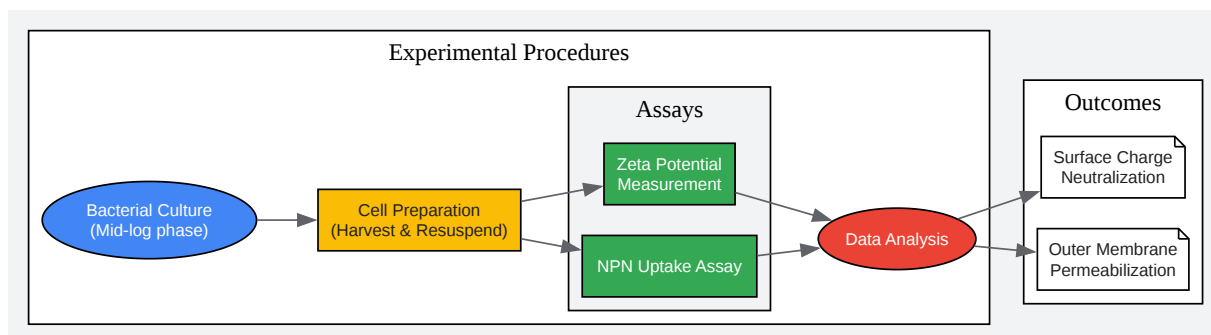 Experimental Procedures
Bacterial Culture
(Mid-log phase)
Cell Preparation
(Harvest & Resuspend)
Assays
Zeta Potential
Measurement
NPN Uptake Assay
Data Analysis
Outcomes
Surface Charge
Neutralization
Outer Membrane
Permeabilization